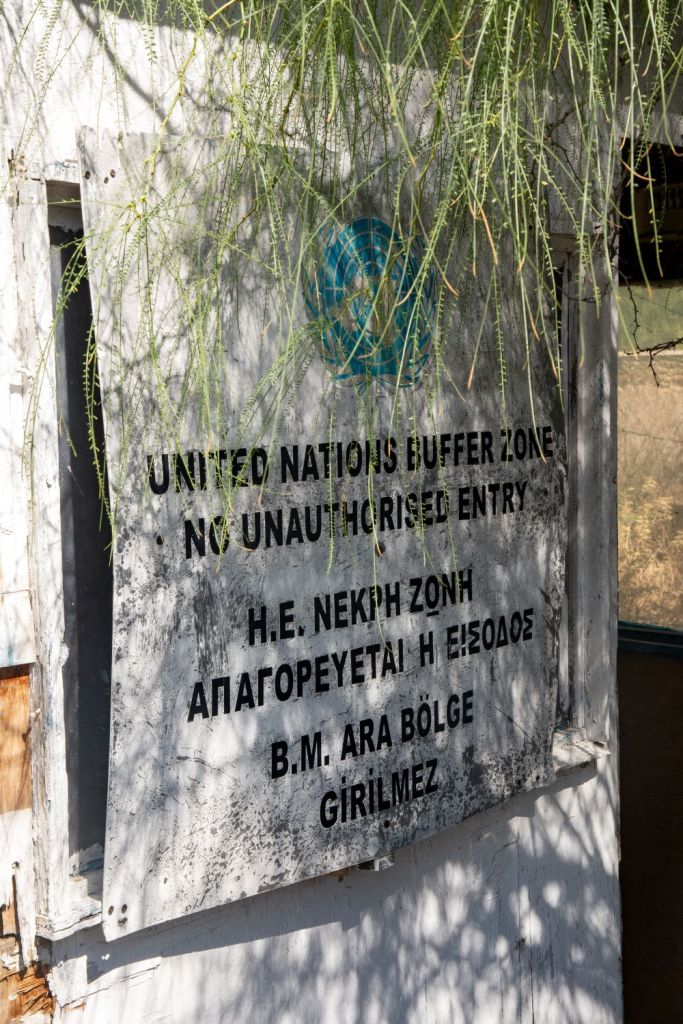 UNITED NATIONS BUFFER ZONE
NO UNAUTHORISED ENTRY
Η.Ε. ΝΕΚΡΗ ΖΩΝΗ
ΑΠΑΓΟΡΕΥΕΤΑΙ Η ΕΙΣΟΔΟΣ
B.M. ARA BÖLGE
GİRİLMEZ